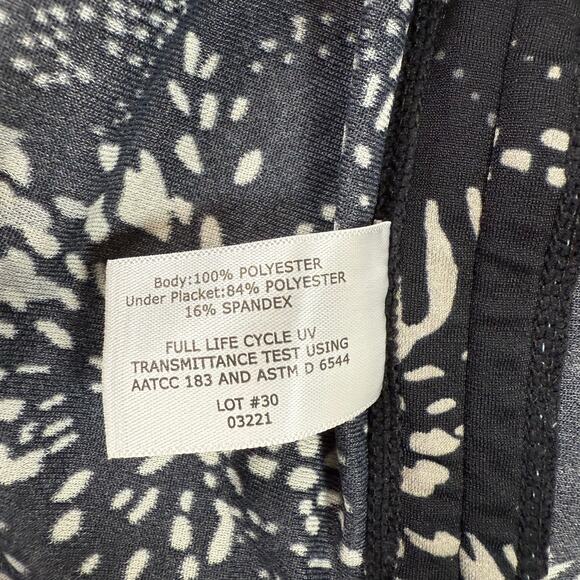 Body:100% POLYESTER
Under Placket:84% POLYESTER
16% SPANDEX
FULL LIFE CYCLE UV
TRANSMITTANCE TEST USING
AATCC 183 AND ASTM D 6544
LOT #30
03221